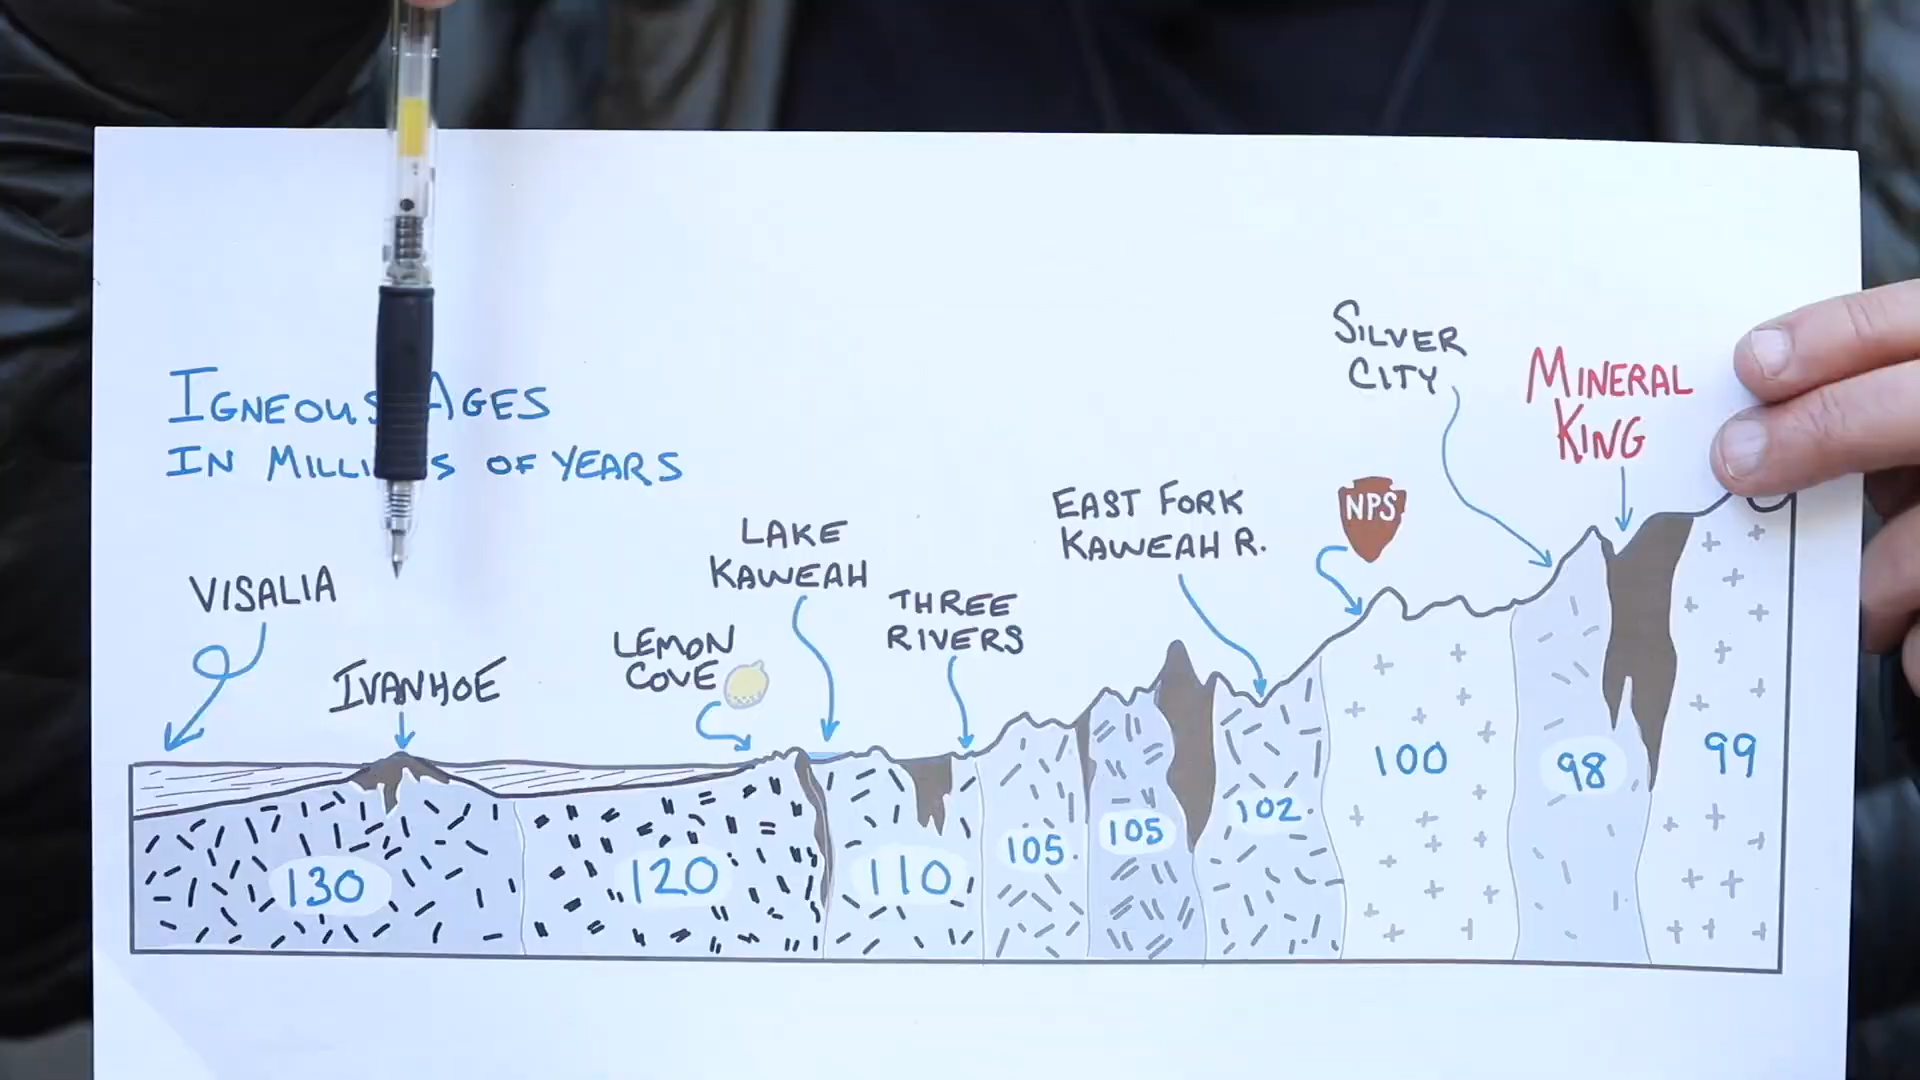 IGNEOUS AGES
IN MILLI S OF YEARS
VISALIA
IVANHOE
LEMON
COVE
LAKE
KAWEAH
THREE
RIVERS
EAST FORK
KAWEAH R.
NPS
SILVER
CITY
MINERAL
KING
130
120
110
105
105
102
100
98
99